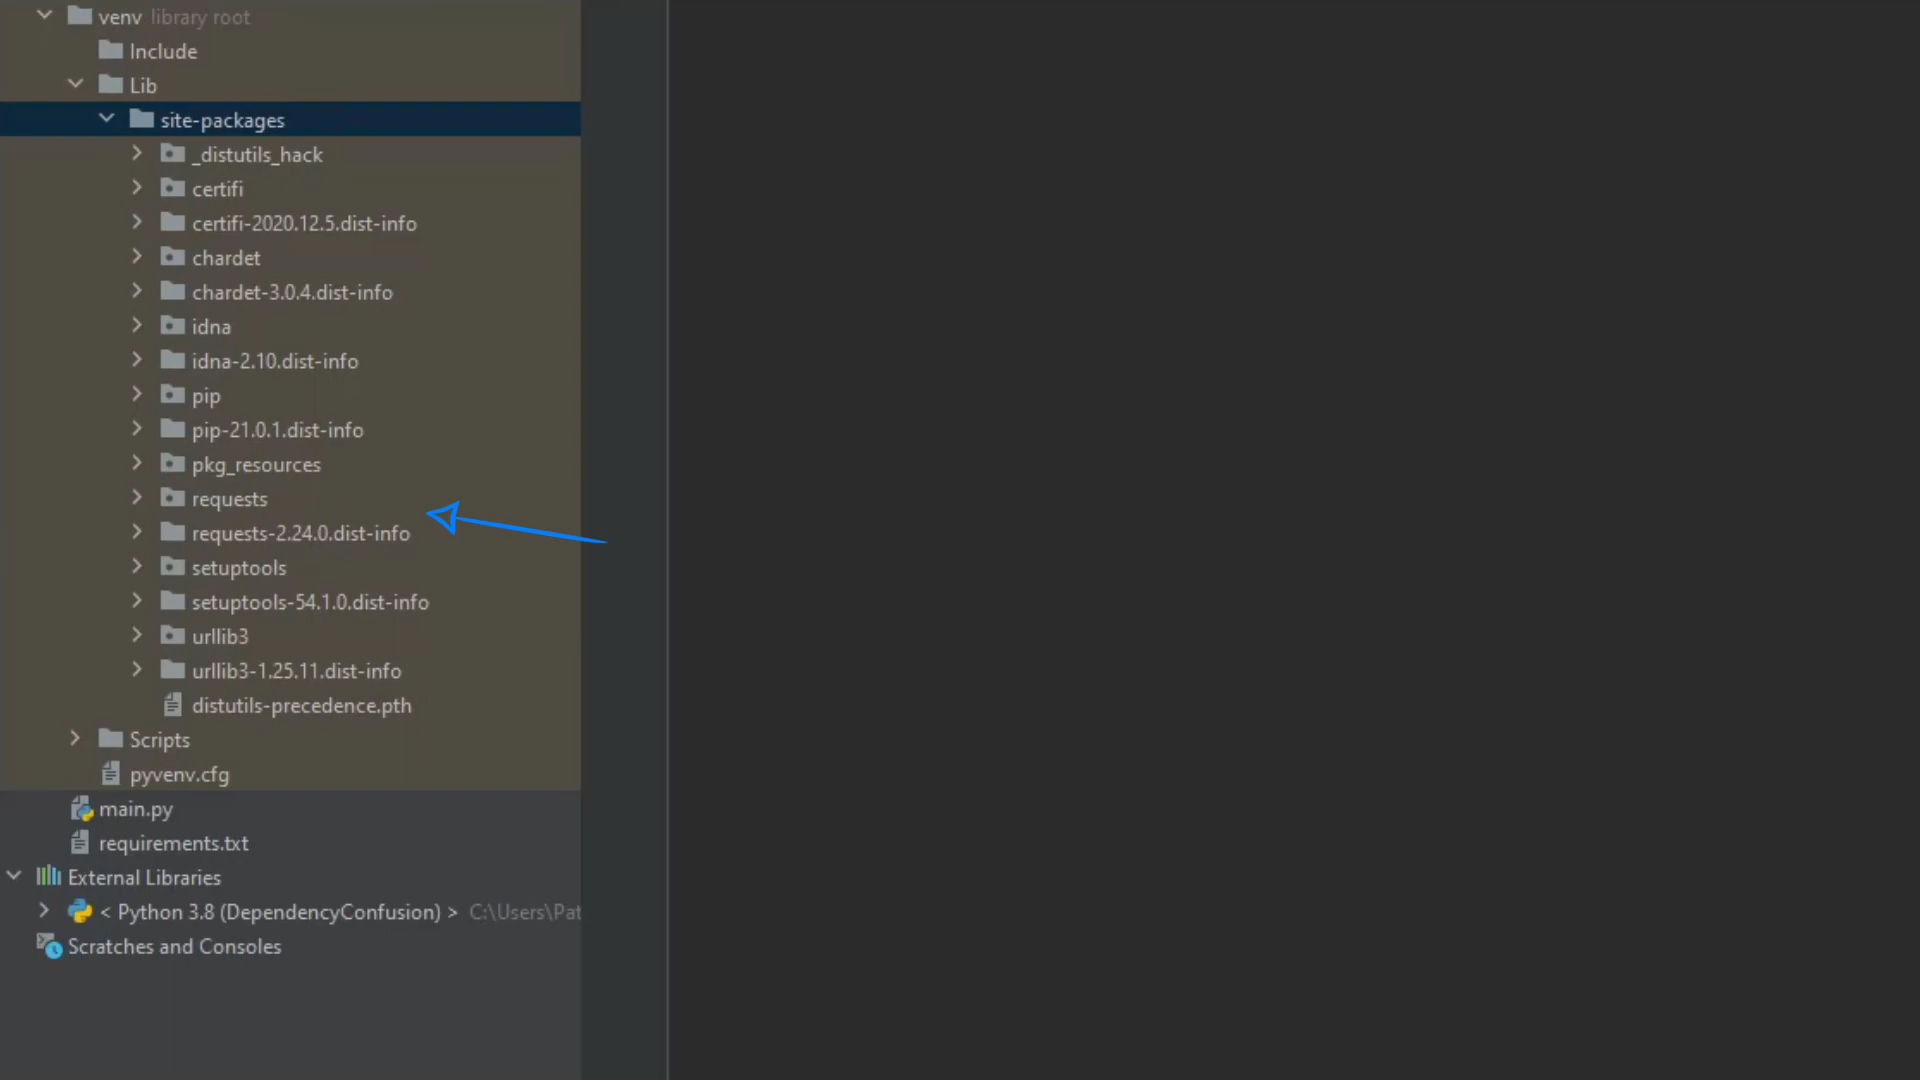 venv library root
Include
Lib
site-packages
_distutils_hack
certifi
certifi-2020.12.5.dist-info
chardet
chardet-3.0.4.dist-info
idna
idna-2.10.dist-info
pip
pip-21.0.1.dist-info
pkg_resources
requests
requests-2.24.0.dist-info
setuptools
setuptools-54.1.0.dist-info
urllib3
urllib3-1.25.11.dist-info
distutils-precedence.pth
Scripts
pyvenv.cfg
main.py
requirements.txt
External Libraries
< Python 3.8 (DependencyConfusion) > C:\Users\Pat
Scratches and Consoles